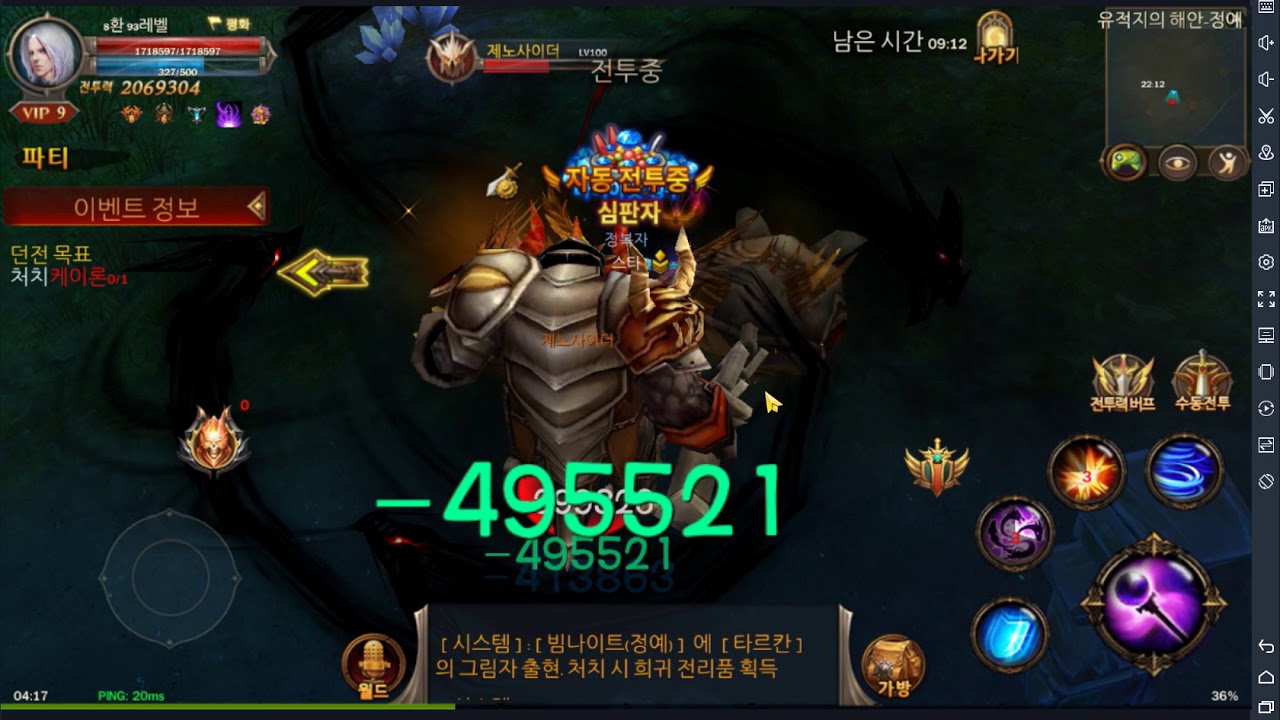 8환 93레벨
평화
1718597/1718597
327/500
전투력 2069304
VIP 9
파티
이벤트 정보
던전 목표
처치케이론0/1
제노사이더 LV100
전투중
남은 시간 09:12
나가기
유적지의 해안-정예
22:12
자동 전투중
심판자
정복자
스타
제노사이더
0
전투력버프
수동전투
3
-495521
-495521
-413863
[ 시스템 ] : [ 빔나이트(정예) ] 에 [ 타르칸 ]
의 그림자 출현. 처치 시 희귀 전리품 획득
월드
가방
04:17
PING: 20ms
36%